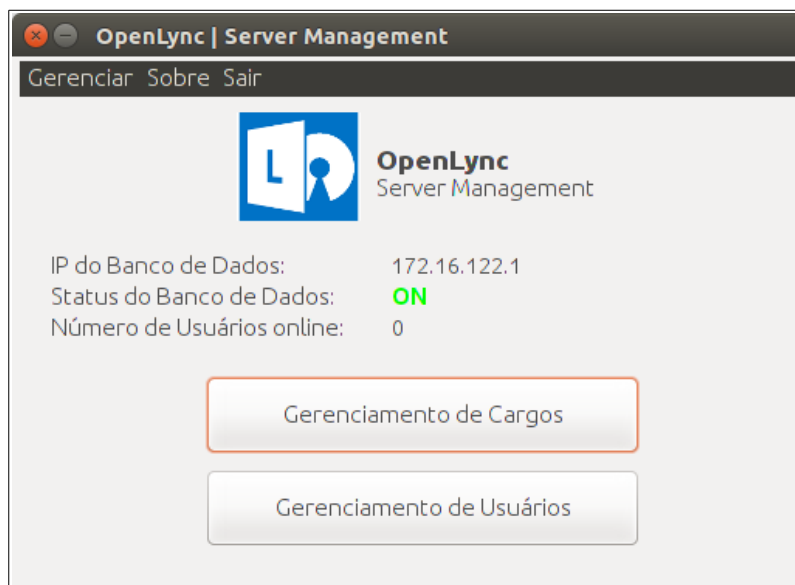 OpenLync | Server Management
Gerenciar Sobre Sair
L
OpenLync
Server Management
IP do Banco de Dados: 172.16.122.1
Status do Banco de Dados: ON
Número de Usuários online: 0
Gerenciamento de Cargos
Gerenciamento de Usuários